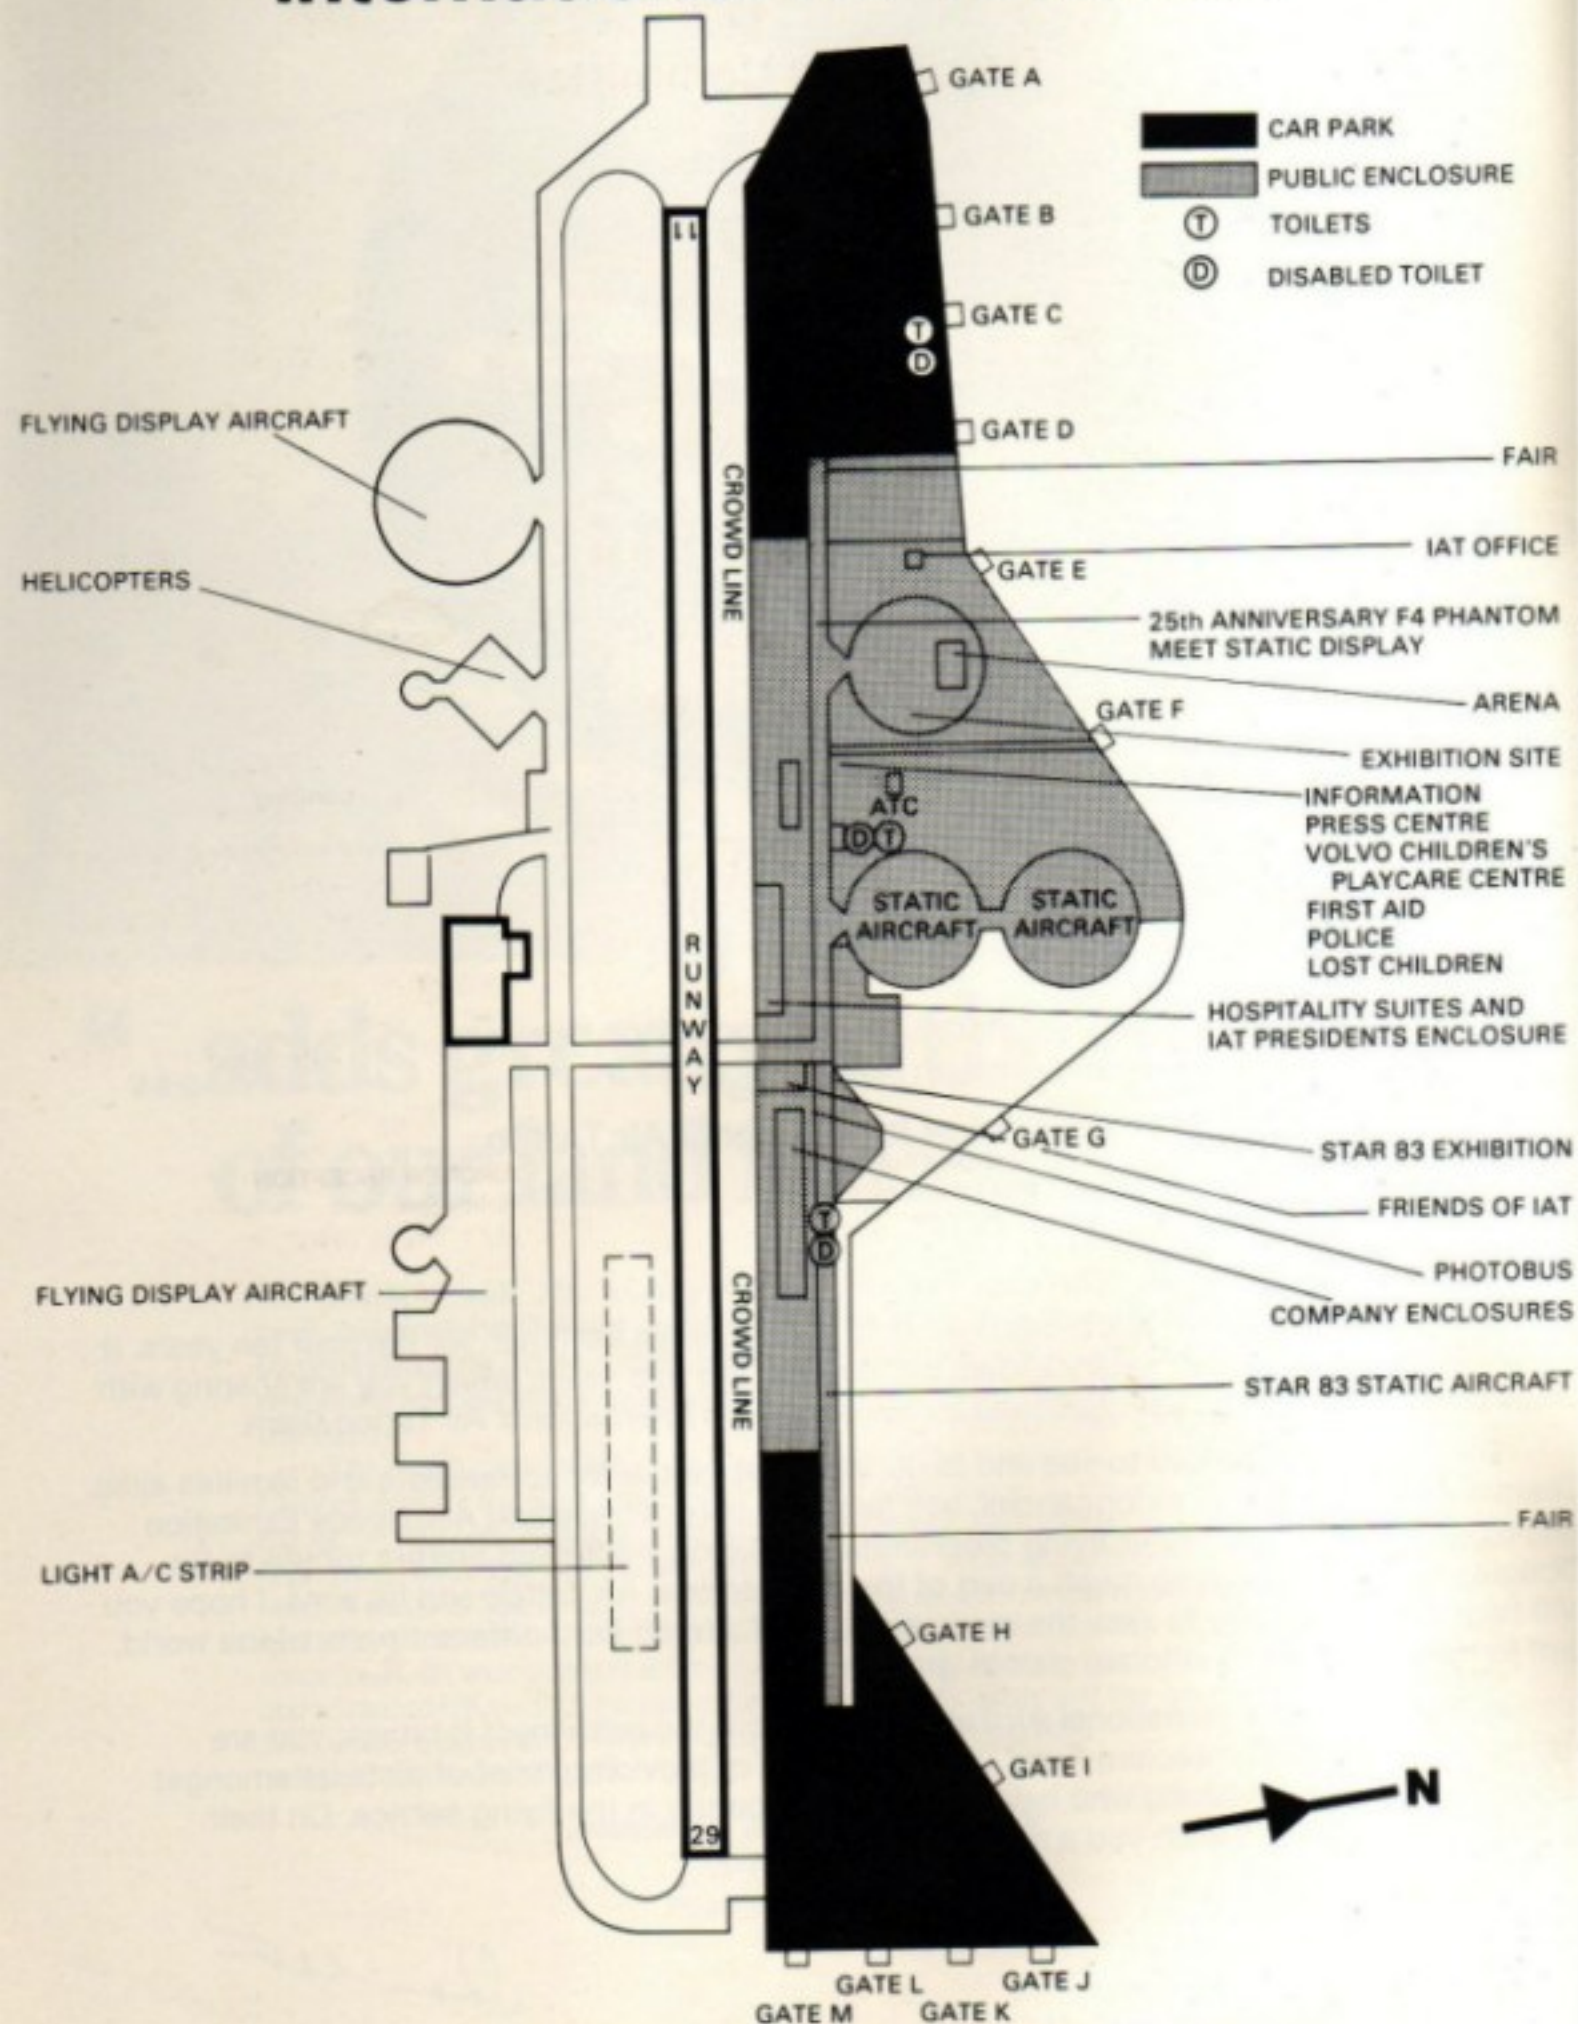 GATE A
CAR PARK
PUBLIC ENCLOSURE
T TOILETS
D DISABLED TOILET
GATE B
11
GATE C
T
D
FLYING DISPLAY AIRCRAFT
GATE D
FAIR
CROWD LINE
IAT OFFICE
GATE E
HELICOPTERS
25th ANNIVERSARY F4 PHANTOM
MEET STATIC DISPLAY
ARENA
GATE F
EXHIBITION SITE
INFORMATION
PRESS CENTRE
VOLVO CHILDREN'S
PLAYCARE CENTRE
FIRST AID
POLICE
LOST CHILDREN
ATC
D T
STATIC
AIRCRAFT
STATIC
AIRCRAFT
RUNWAY
HOSPITALITY SUITES AND
IAT PRESIDENTS ENCLOSURE
GATE G
STAR 83 EXHIBITION
FRIENDS OF IAT
T
D
PHOTOBUS
FLYING DISPLAY AIRCRAFT
COMPANY ENCLOSURES
CROWD LINE
STAR 83 STATIC AIRCRAFT
FAIR
LIGHT A/C STRIP
GATE H
GATE I
N
29
GATE L
GATE J
GATE M
GATE K